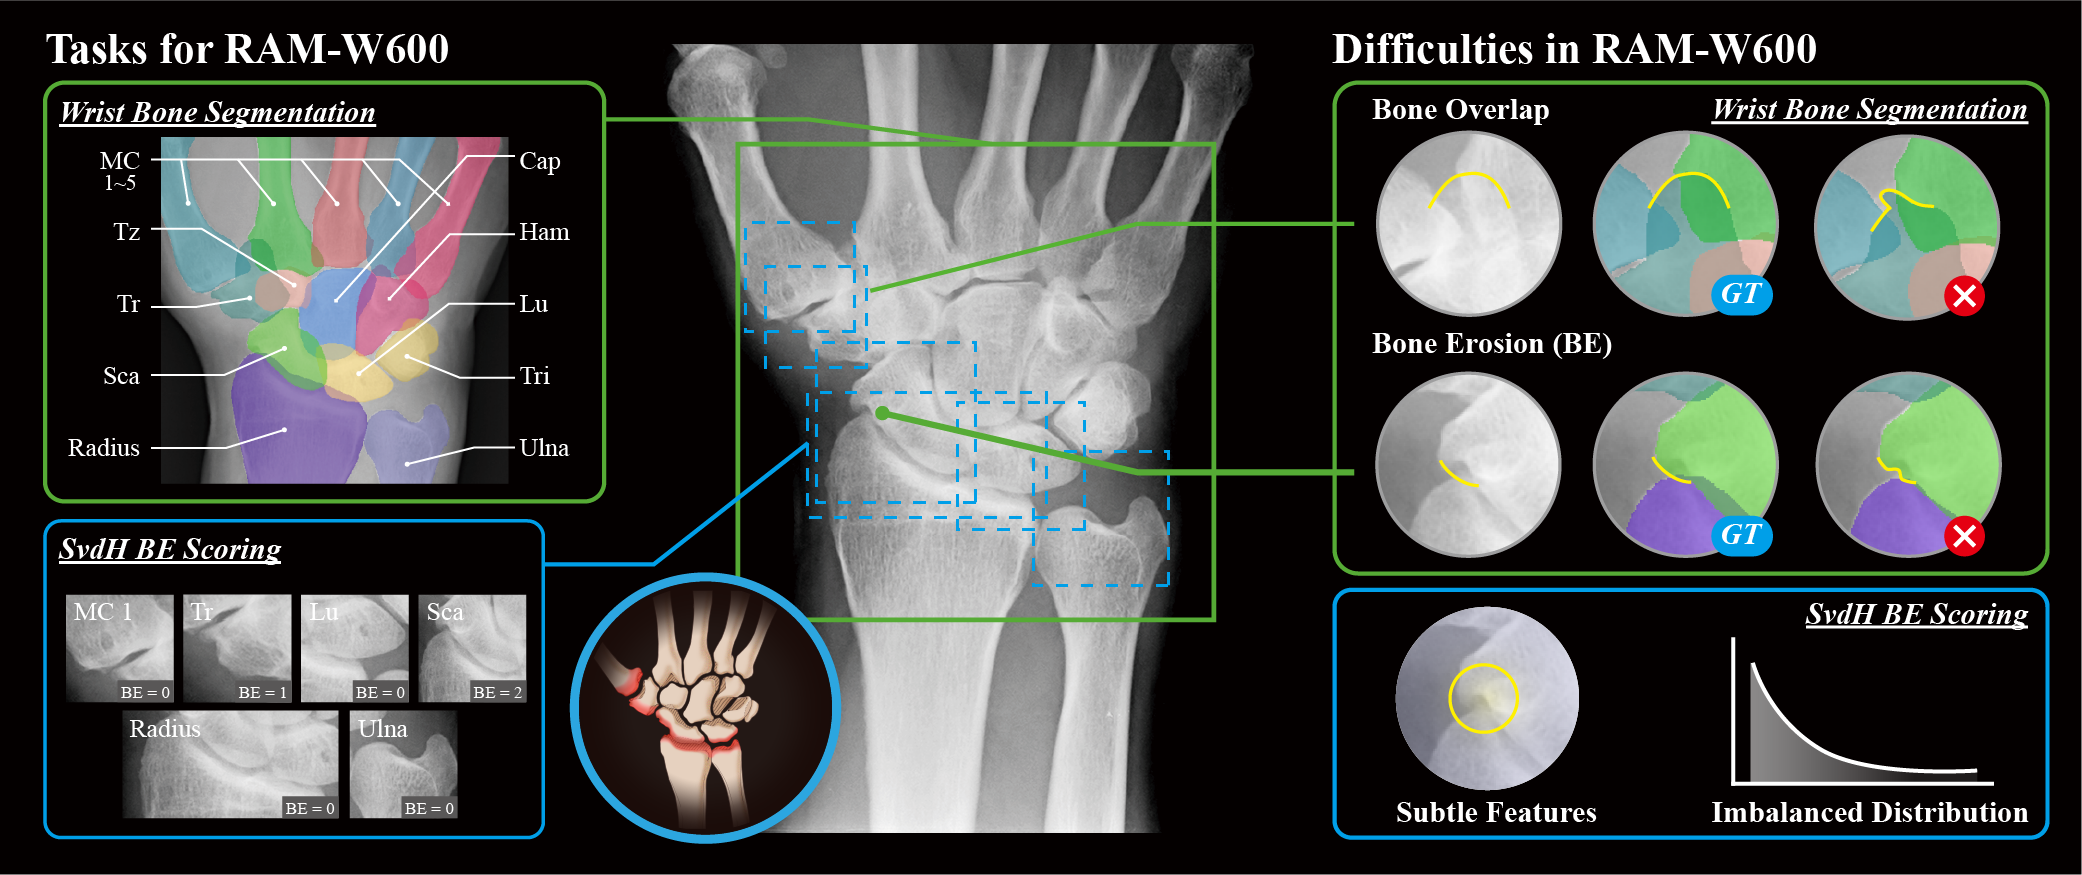 Tasks for RAM-W600
Wrist Bone Segmentation
MC
1~5
Tz
Tr
Sca
Radius
Cap
Ham
Lu
Tri
Ulna
SvdH BE Scoring
MC 1
BE = 0
Tr
BE = 1
Lu
BE = 0
Sca
BE = 2
Radius
BE = 0
Ulna
BE = 0
Difficulties in RAM-W600
Bone Overlap
Wrist Bone Segmentation
GT
Bone Erosion (BE)
GT
SvdH BE Scoring
Subtle Features
Imbalanced Distribution